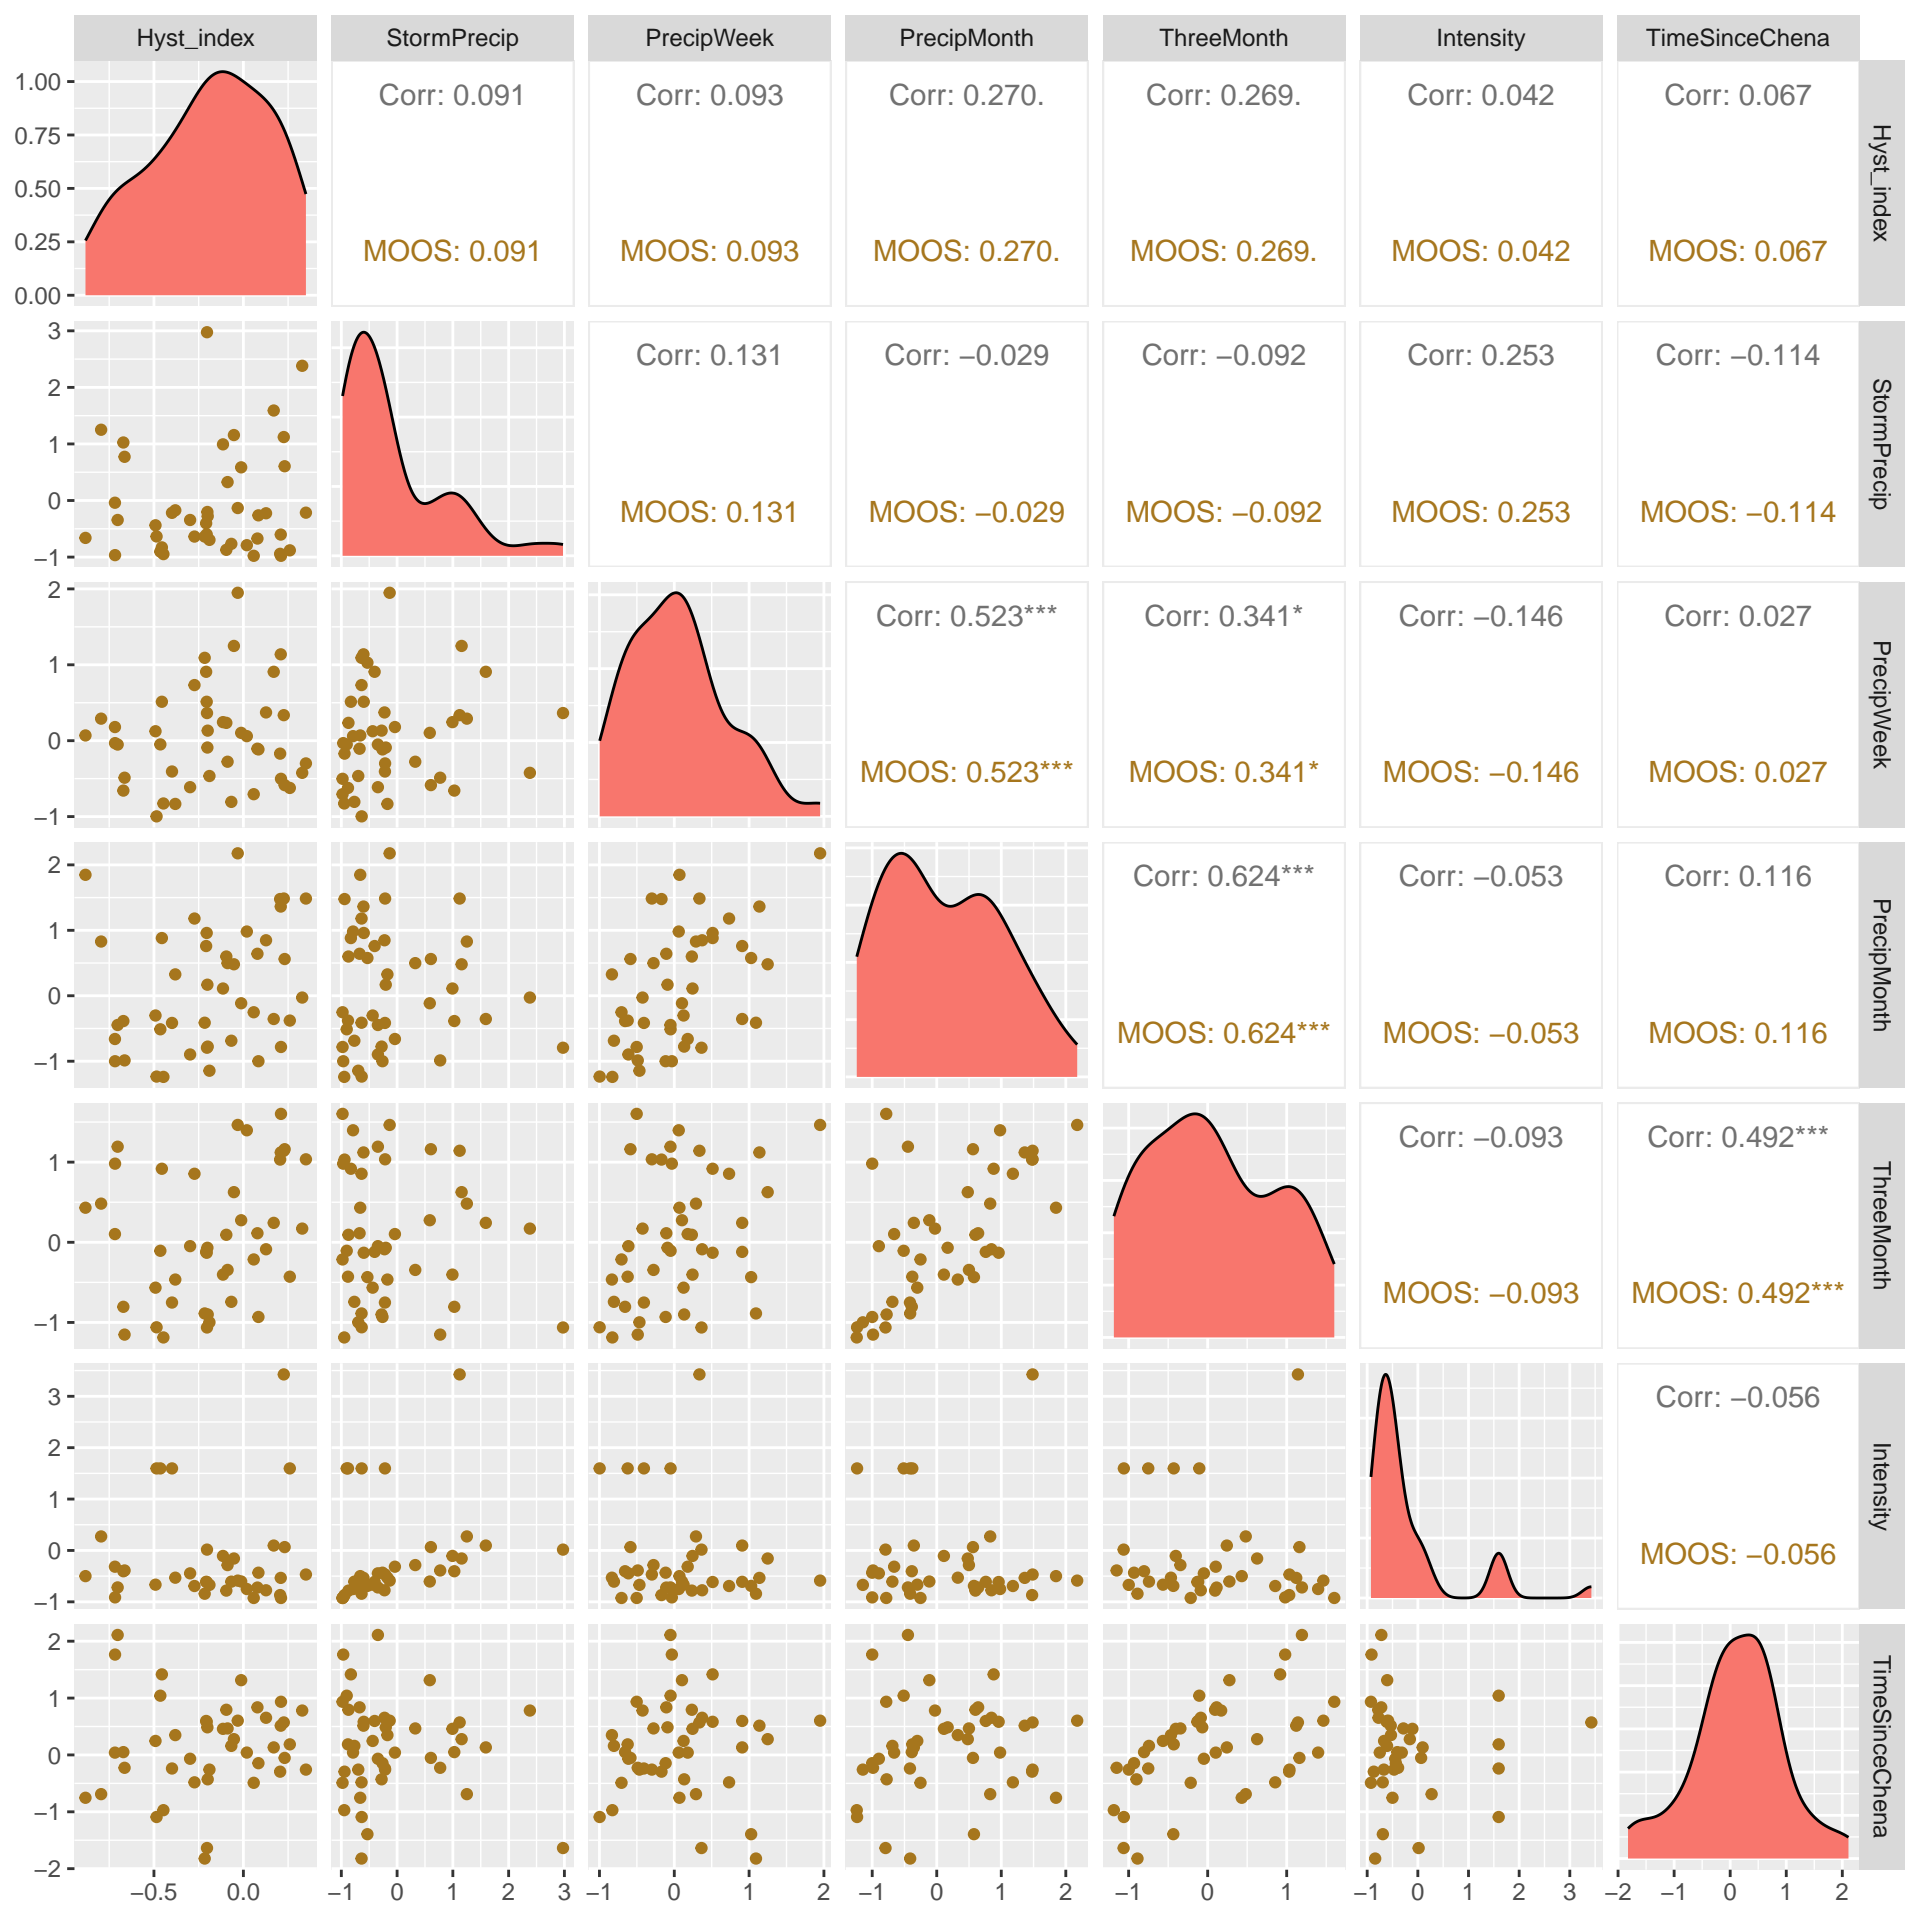 Hyst_index StormPrecip PrecipWeek PrecipMonth ThreeMonth Intensity TimeSinceChena
1.00 Corr: 0.091 Corr: 0.093 Corr: 0.270. Corr: 0.269. Corr: 0.042 Corr: 0.067
0.75
0.50
0.25 MOOS: 0.091 MOOS: 0.093 MOOS: 0.270. MOOS: 0.269. MOOS: 0.042 MOOS: 0.067
0.00
Hyst_index
3 Corr: 0.131 Corr: −0.029 Corr: −0.092 Corr: 0.253 Corr: −0.114
2
1
0 MOOS: 0.131 MOOS: −0.029 MOOS: −0.092 MOOS: 0.253 MOOS: −0.114
−1
StormPrecip
2 Corr: 0.523*** Corr: 0.341* Corr: −0.146 Corr: 0.027
1
0 MOOS: 0.523*** MOOS: 0.341* MOOS: −0.146 MOOS: 0.027
−1
PrecipWeek
2 Corr: 0.624*** Corr: −0.053 Corr: 0.116
1
0 MOOS: 0.624*** MOOS: −0.053 MOOS: 0.116
−1
PrecipMonth
Corr: −0.093 Corr: 0.492***
1
0 MOOS: −0.093 MOOS: 0.492***
−1
ThreeMonth
3 Corr: −0.056
2
1
0 MOOS: −0.056
−1
Intensity
2
1
0
−1
−2
TimeSinceChena
−0.5 0.0 −1 0 1 2 3 −1 0 1 2 −1 0 1 2 −1 0 1 −1 0 1 2 3 −2 −1 0 1 2